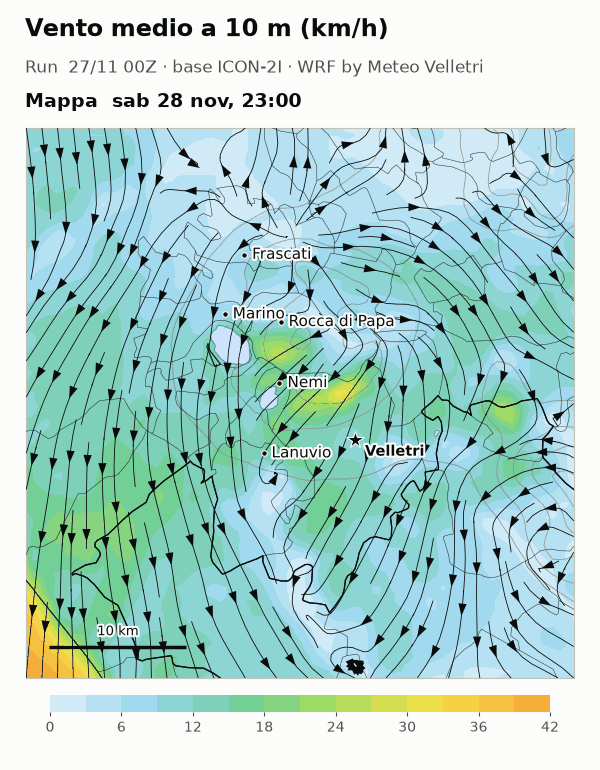 Vento medio a 10 m (km/h)
Run  27/11 00Z · base ICON-2I · WRF by Meteo Velletri
Mappa  sab 28 nov, 23:00
Frascati
Marino
Rocca di Papa
Nemi
Velletri
Lanuvio
10 km
0 6 12 18 24 30 36 42